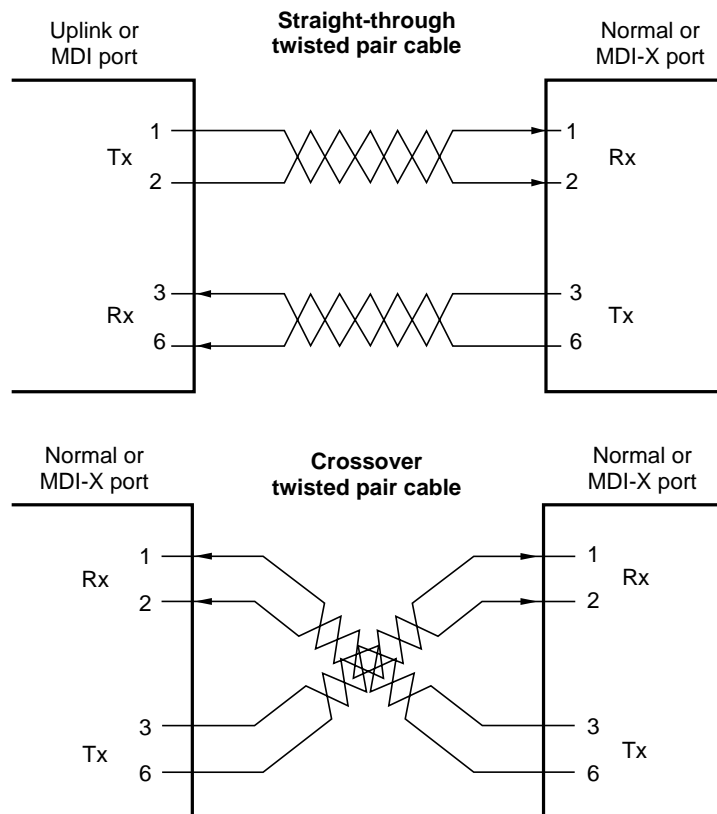 Uplink or
MDI port
Straight-through
twisted pair cable
Normal or
MDI-X port
1
Tx
2
1
Rx
2
3
Rx
6
3
Tx
6
Normal or
MDI-X port
Crossover
twisted pair cable
Normal or
MDI-X port
1
Rx
2
1
Rx
2
3
Tx
6
3
Tx
6